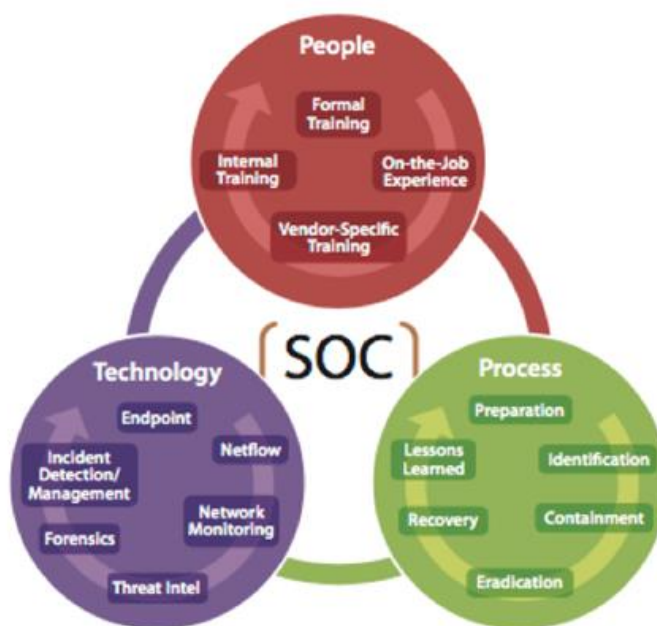 People
Formal
Training
Internal
Training
On-the-Job
Experience
Vendor-Specific
Training
[SOC]
Technology
Endpoint
Netflow
Incident
Detection/
Management
Network
Monitoring
Forensics
Threat Intel
Process
Preparation
Lessons
Learned
Identification
Recovery
Containment
Eradication